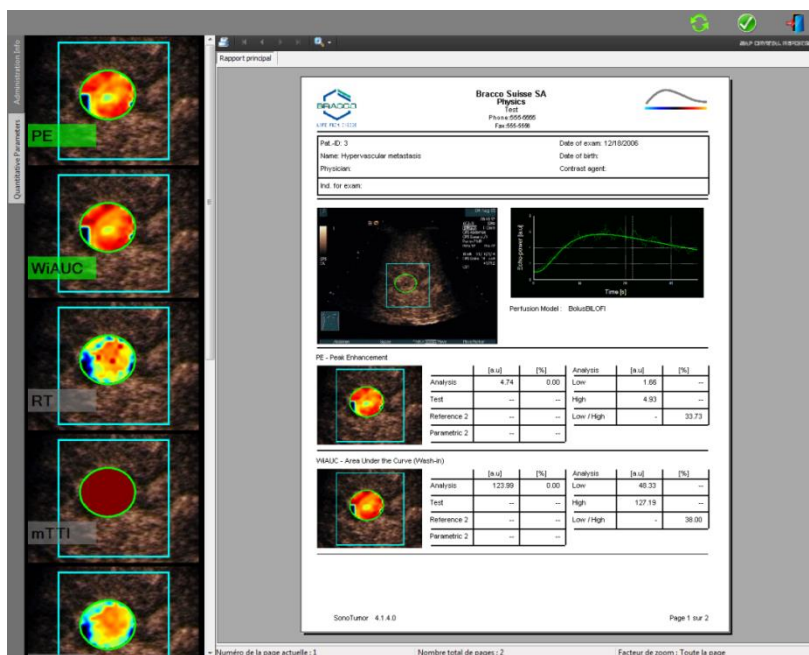 SAP CRYSTAL REPORTS
Administration Info
Quantitative Parameters
PE
WiAUC
RT
mTTI
Rapport principal
BRACCO
LIFE FROM INSIDE
Bracco Suisse SA
Physics
Test
Phone:555-5555
Fax:555-5556
Pat.-ID: 3 Date of exam: 12/18/2006
Name: Hypervascular metastasis Date of birth:
Physician: Contrast agent:
Ind. for exam:
Echo-power [a.u]
Time [s]
Perfusion Model : BolusBILOFI
PE - Peak Enhancement
[a.u] [%] Analysis [a.u] [%]
Analysis 4.74 0.00 Low 1.66 --
Test -- -- High 4.93 --
Reference 2 -- -- Low / High - 33.73
Parametric 2 -- --
WiAUC - Area Under the Curve (Wash-in)
[a.u] [%] Analysis [a.u] [%]
Analysis 123.99 0.00 Low 48.33 --
Test -- -- High 127.19 --
Reference 2 -- -- Low / High - 38.00
Parametric 2 -- --
SonoTumor 4.1.4.0 Page 1 sur 2
Numéro de la page actuelle : 1 Nombre total de pages : 2 Facteur de zoom : Toute la page